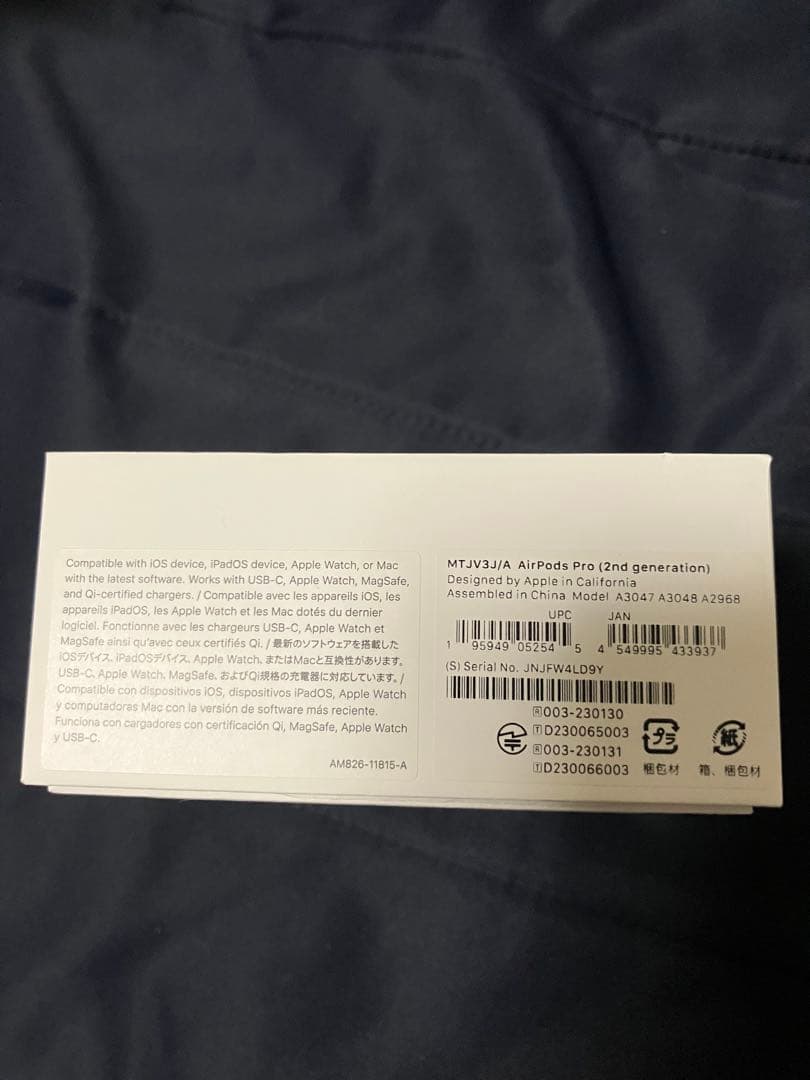 Compatible with iOS device, iPadOS device, Apple Watch, or Mac
with the latest software. Works with USB-C, Apple Watch, MagSafe,
and Qi-certified chargers. / Compatible avec les appareils iOS, les
appareils iPadOS, les Apple Watch et les Mac dotés du dernier
logiciel. Fonctionne avec les chargeurs USB-C, Apple Watch et
MagSafe ainsi qu'avec ceux certifiés Qi. / 最新のソフトウェアを搭載した
iOSデバイス、iPadOSデバイス、Apple Watch、またはMacと互換性があります。
USB-C、Apple Watch、MagSafe、およびQi規格の充電器に対応しています。/
Compatible con dispositivos iOS, dispositivos iPadOS, Apple Watch
y computadoras Mac con la versión de software más reciente.
Funciona con cargadores con certificación Qi, MagSafe, Apple Watch
y USB-C.
AM826-11815-A
MTJV3J/A AirPods Pro (2nd generation)
Designed by Apple in California
Assembled in China Model A3047 A3048 A2968
UPC JAN
1 95949 05254 5 4 549995 433937
(S) Serial No. JNJFW4LD9Y
R 003-230130
T D230065003
R 003-230131
T D230066003
プラ 紙
梱包材 箱、梱包材